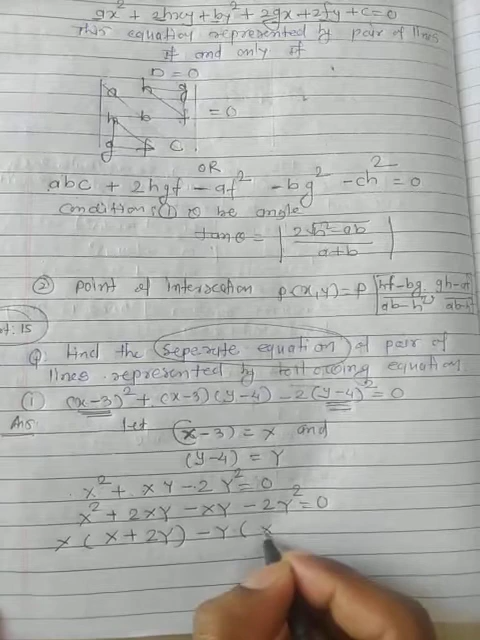 ax² + 2hxy + by² + 2gx + 2fy + c = 0
This equation represented by pair of lines
If and only if
D = 0
| a h g |
| h b f | = 0
| g f C |
OR
abc + 2hgf - af² - bg² - ch² = 0
Condition: ① to be angle
tanθ = | 2√h²-ab / a+b |
② Point of Intersection P(x,y) = P [ hf-bg / ab-h², gh-af / ab-h
: 15
Q. Find the Seperate equation of pair of
lines represented by following equation.
(i) (x-3)² + (x-3)(y-4) - 2(y-4)² = 0
Ans Let (x-3) = X and
(y-4) = Y
X² + XY - 2Y² = 0
X² + 2XY - XY - 2Y² = 0
X (X + 2Y) - Y (X